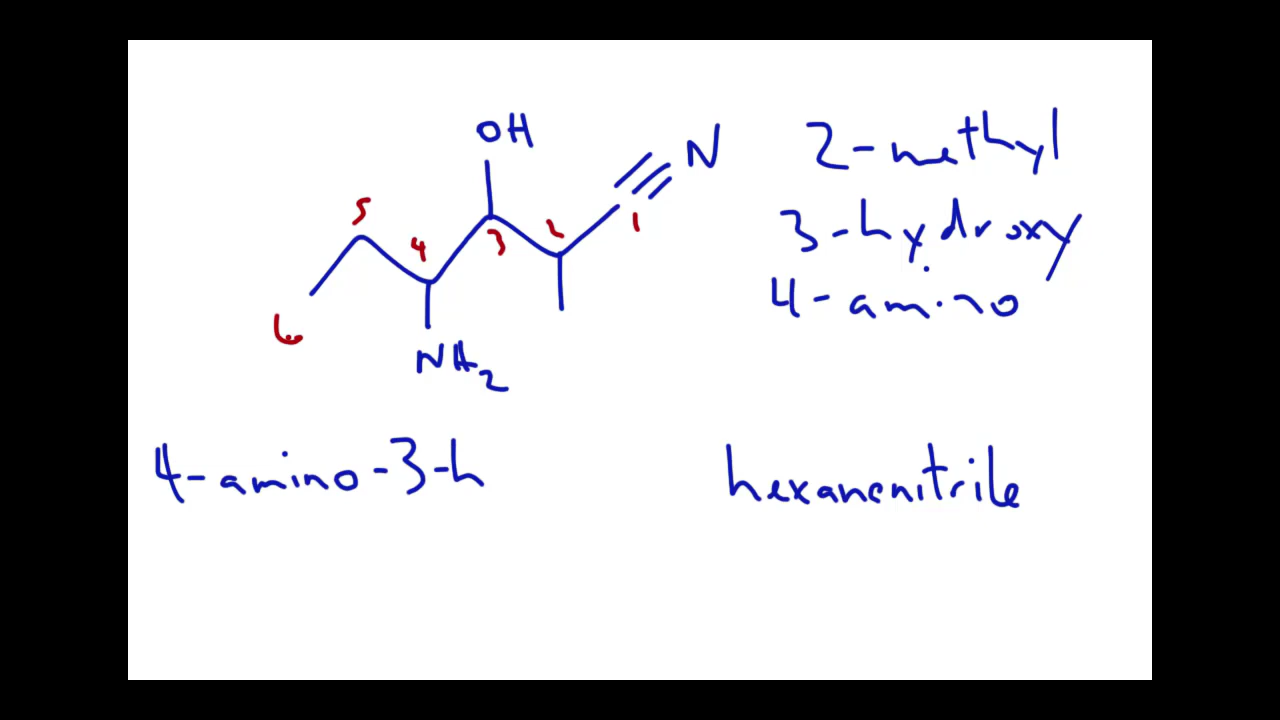 OH
N
2-methyl
5
4
3
2
1
3-hydroxy
6
4-amino
NH2
4-amino-3-h
hexanenitrile